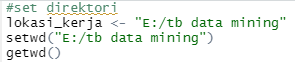 #set direktori
lokasi_kerja <- "E:/tb data mining"
setwd("E:/tb data mining")
getwd()